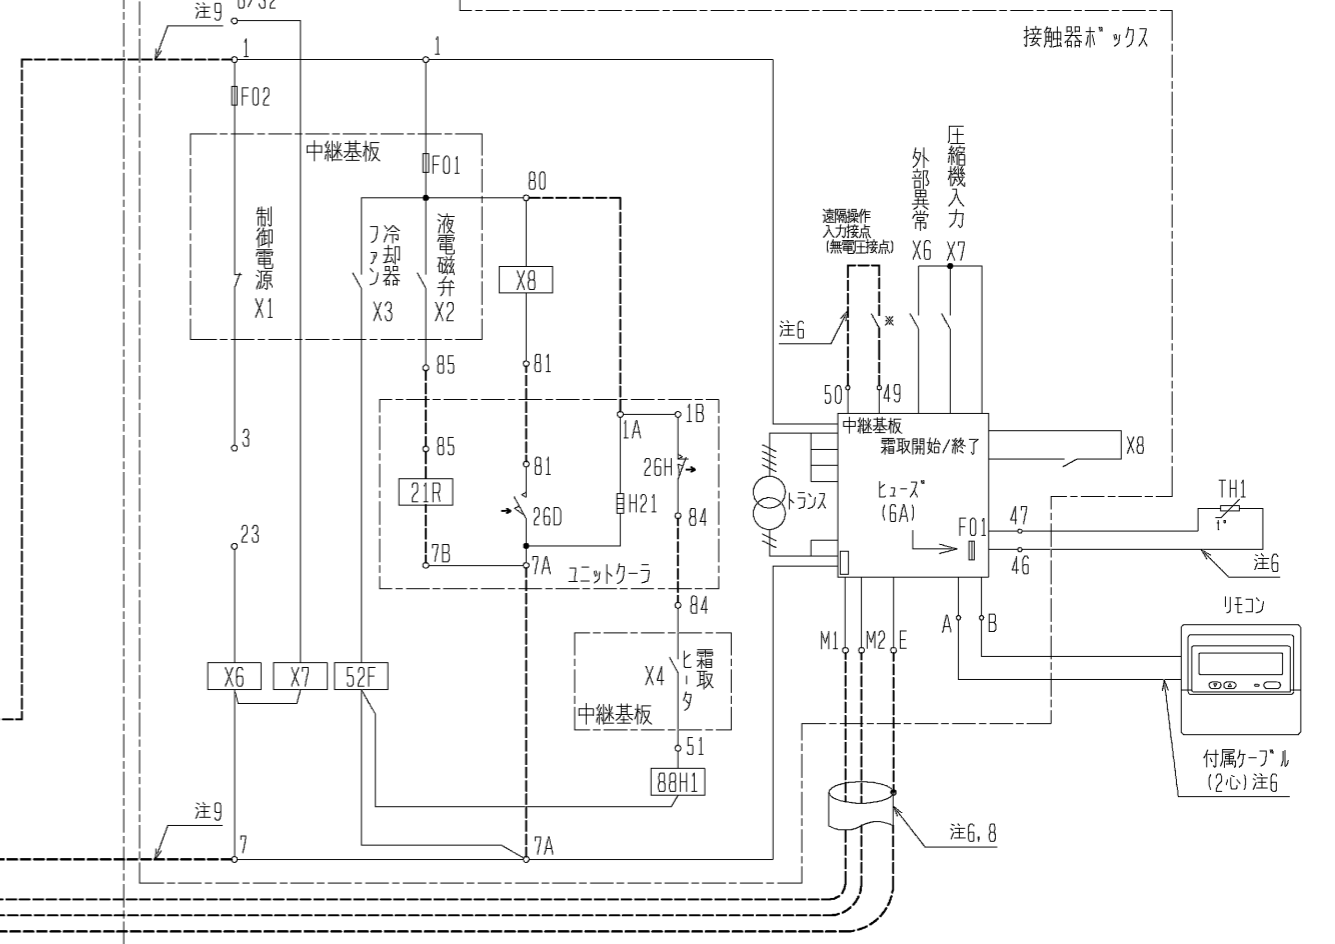 注9
接触器ボックス
1
1
F02
中継基板
F01
80
圧縮機入力
外部異常
制御電源
冷却器
ファン
液電磁弁
遠隔操作
入力接点
(無電圧接点)
X6
X7
X8
X1
X3
X2
注6
※
85
81
50
49
1B
1A
中継基板
霜取開始/終了
3
85
81
26H
X8
21R
H21
トランス
ヒューズ
(6A)
TH1
t°
26D
84
F01
47
23
7B
7A
ユニットクーラ
46
注6
84
リモコン
A
B
M1
M2
E
X6
X7
52F
X4
霜取
ヒータ
中継基板
51
付属ケーブル
(2心)注6
88H1
注9
7
7A
注6,8